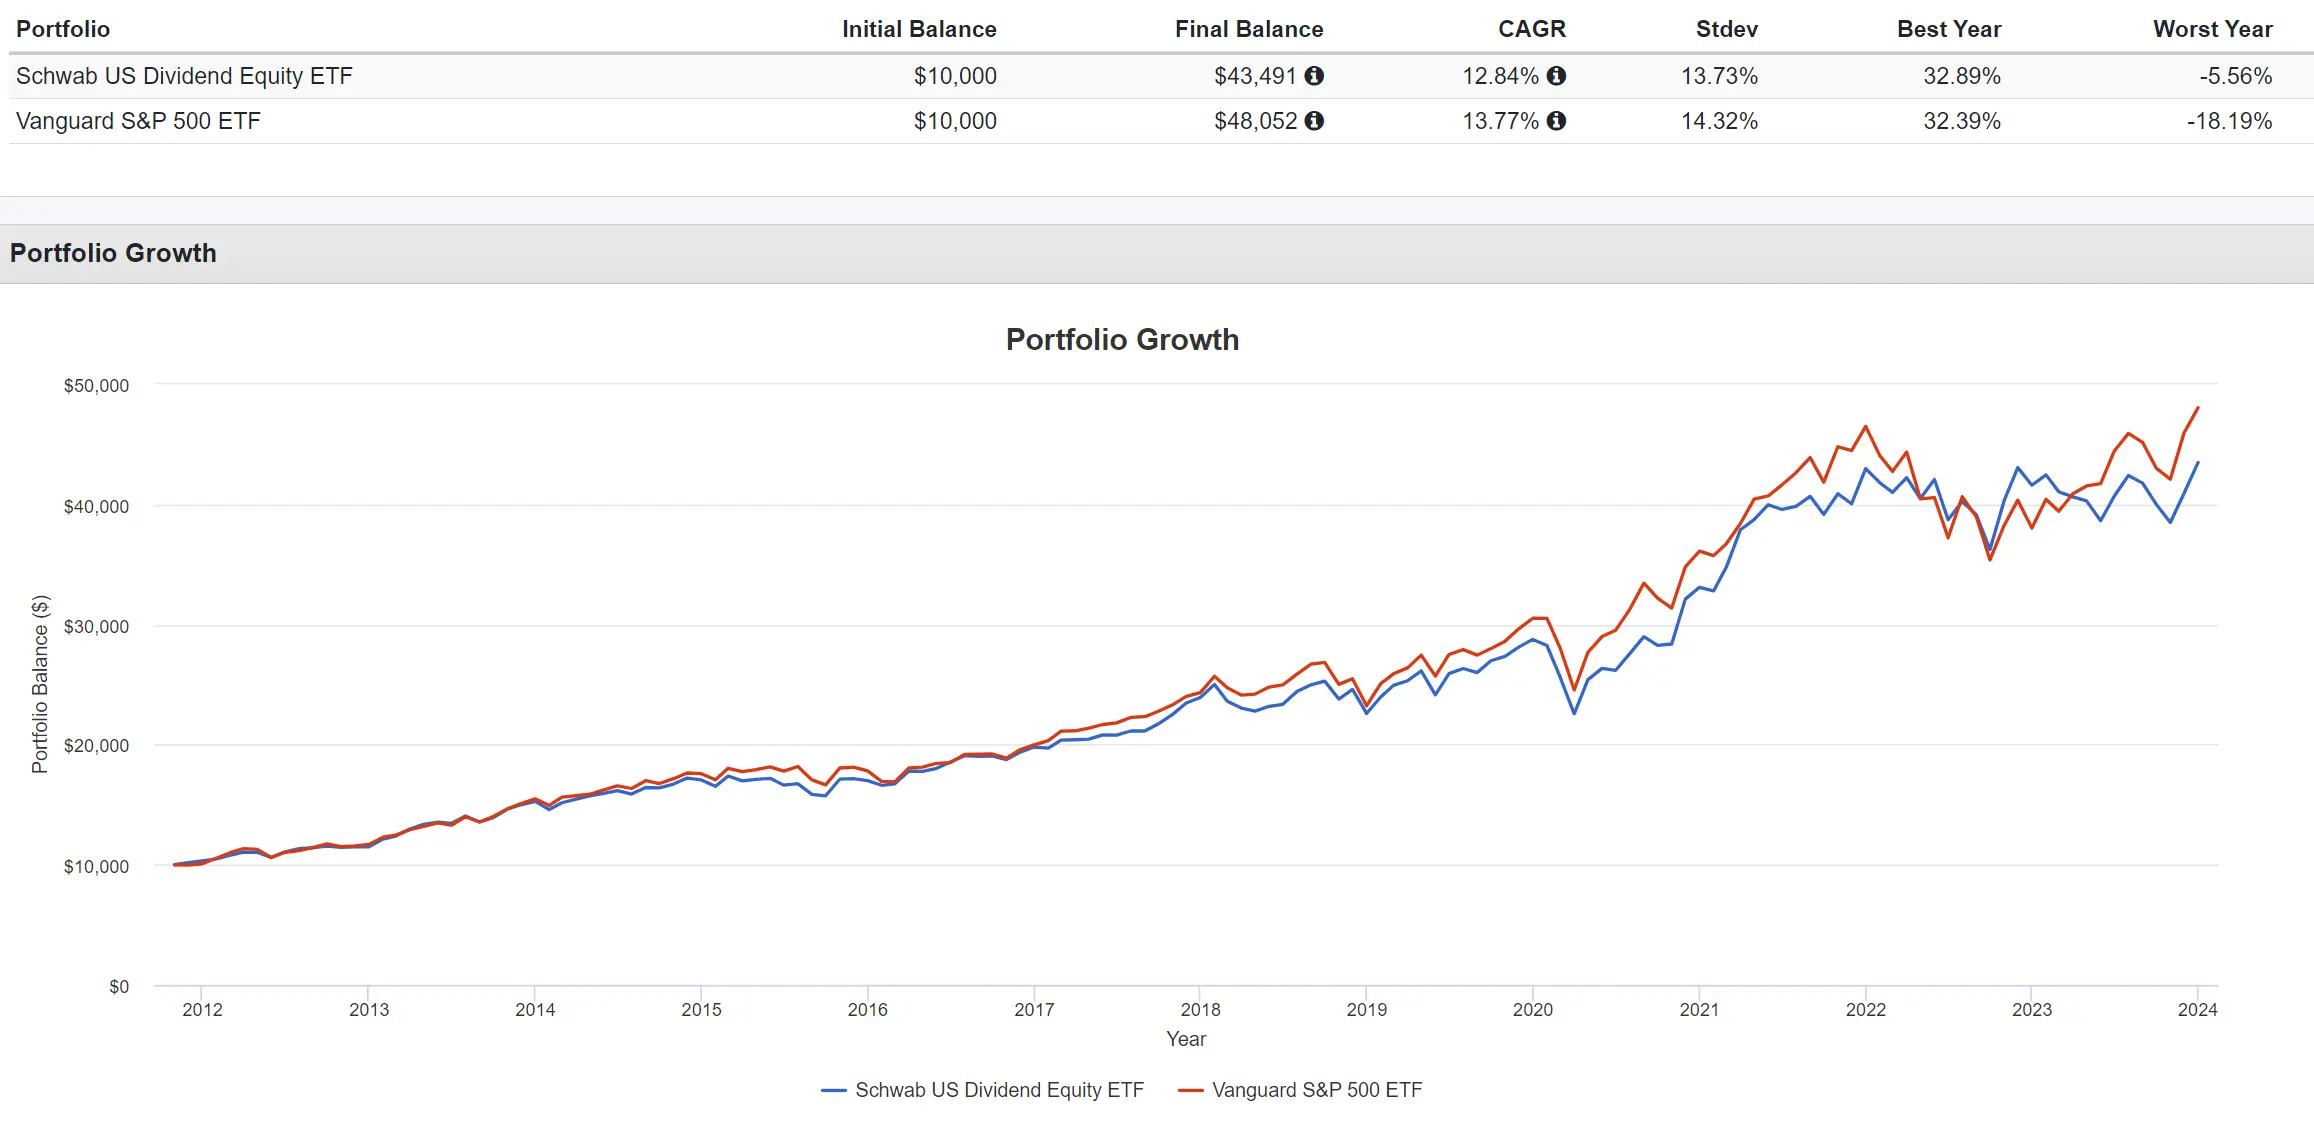 Portfolio Initial Balance Final Balance CAGR Stdev Best Year Worst Year
Schwab US Dividend Equity ETF $10,000 $43,491 12.84% 13.73% 32.89% -5.56%
Vanguard S&P 500 ETF $10,000 $48,052 13.77% 14.32% 32.39% -18.19%
Portfolio Growth
Portfolio Growth
Portfolio Balance ($)
$50,000
$40,000
$30,000
$20,000
$10,000
$0
2012 2013 2014 2015 2016 2017 2018 2019 2020 2021 2022 2023 2024
Year
Schwab US Dividend Equity ETF Vanguard S&P 500 ETF